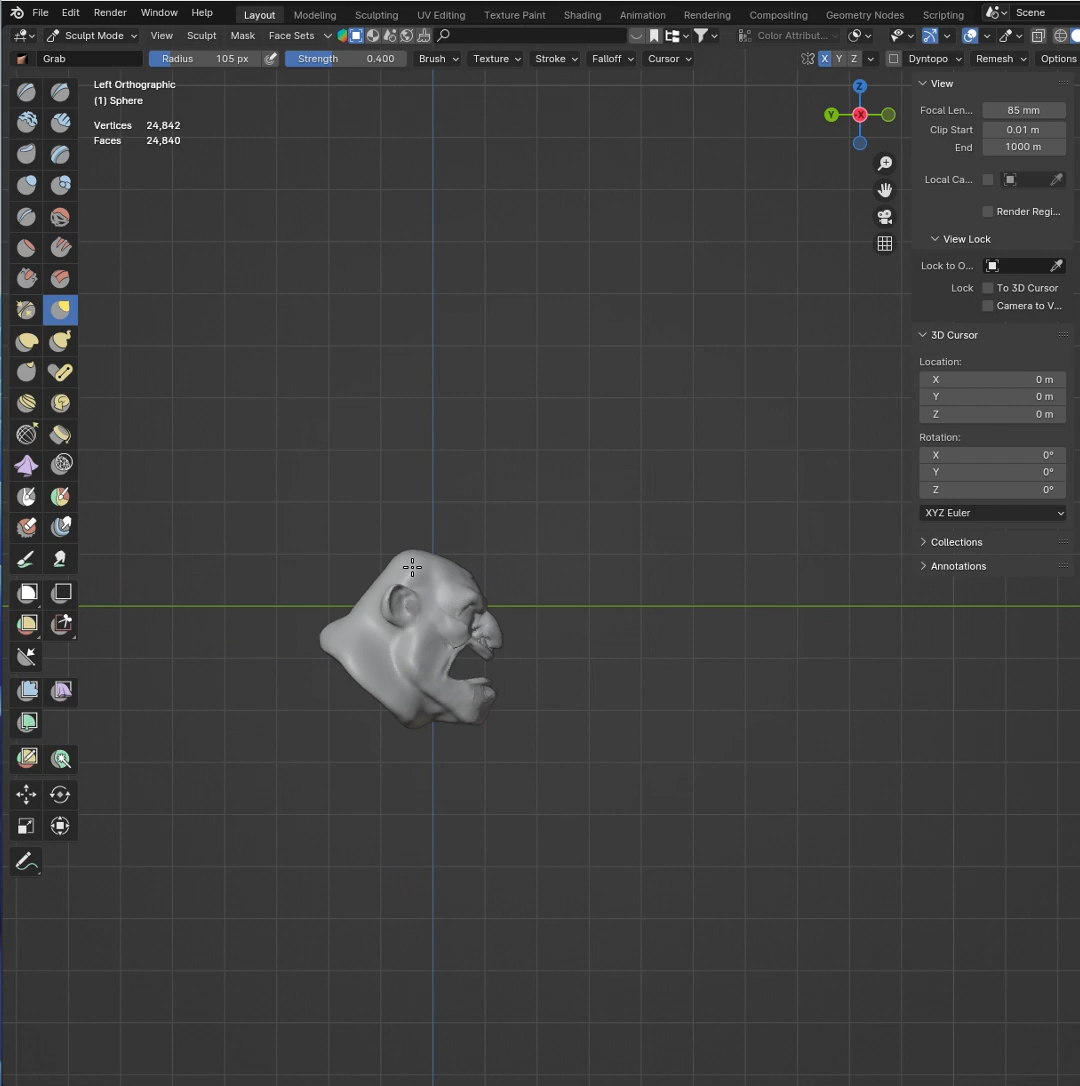 File Edit Render Window Help Layout Modeling Sculpting UV Editing Texture Paint Shading Animation Rendering Compositing Geometry Nodes Scripting Scene
Sculpt Mode View Sculpt Mask Face Sets Color Attribut...
Grab Radius 105 px Strength 0.400 Brush Texture Stroke Falloff Cursor X Y Z Dyntopo Remesh Options
Left Orthographic
(1) Sphere
Vertices 24,842
Faces 24,840
Z
Y
-X
View
Focal Len... 85 mm
Clip Start 0.01 m
End 1000 m
Local Ca...
Render Regi...
View Lock
Lock to O...
Lock To 3D Cursor
Camera to V...
3D Cursor
Location:
X 0 m
Y 0 m
Z 0 m
Rotation:
X 0°
Y 0°
Z 0°
XYZ Euler
Collections
Annotations